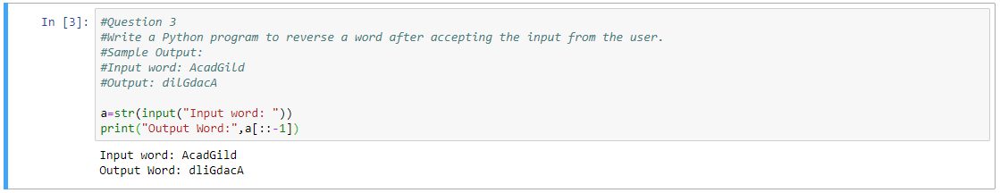 In [3]: #Question 3
#Write a Python program to reverse a word after accepting the input from the user.
#Sample Output:
#Input word: AcadGild
#Output: dilGdacA
a=str(input("Input word: "))
print("Output Word:",a[::-1])
Input word: AcadGild
Output Word: dliGdacA